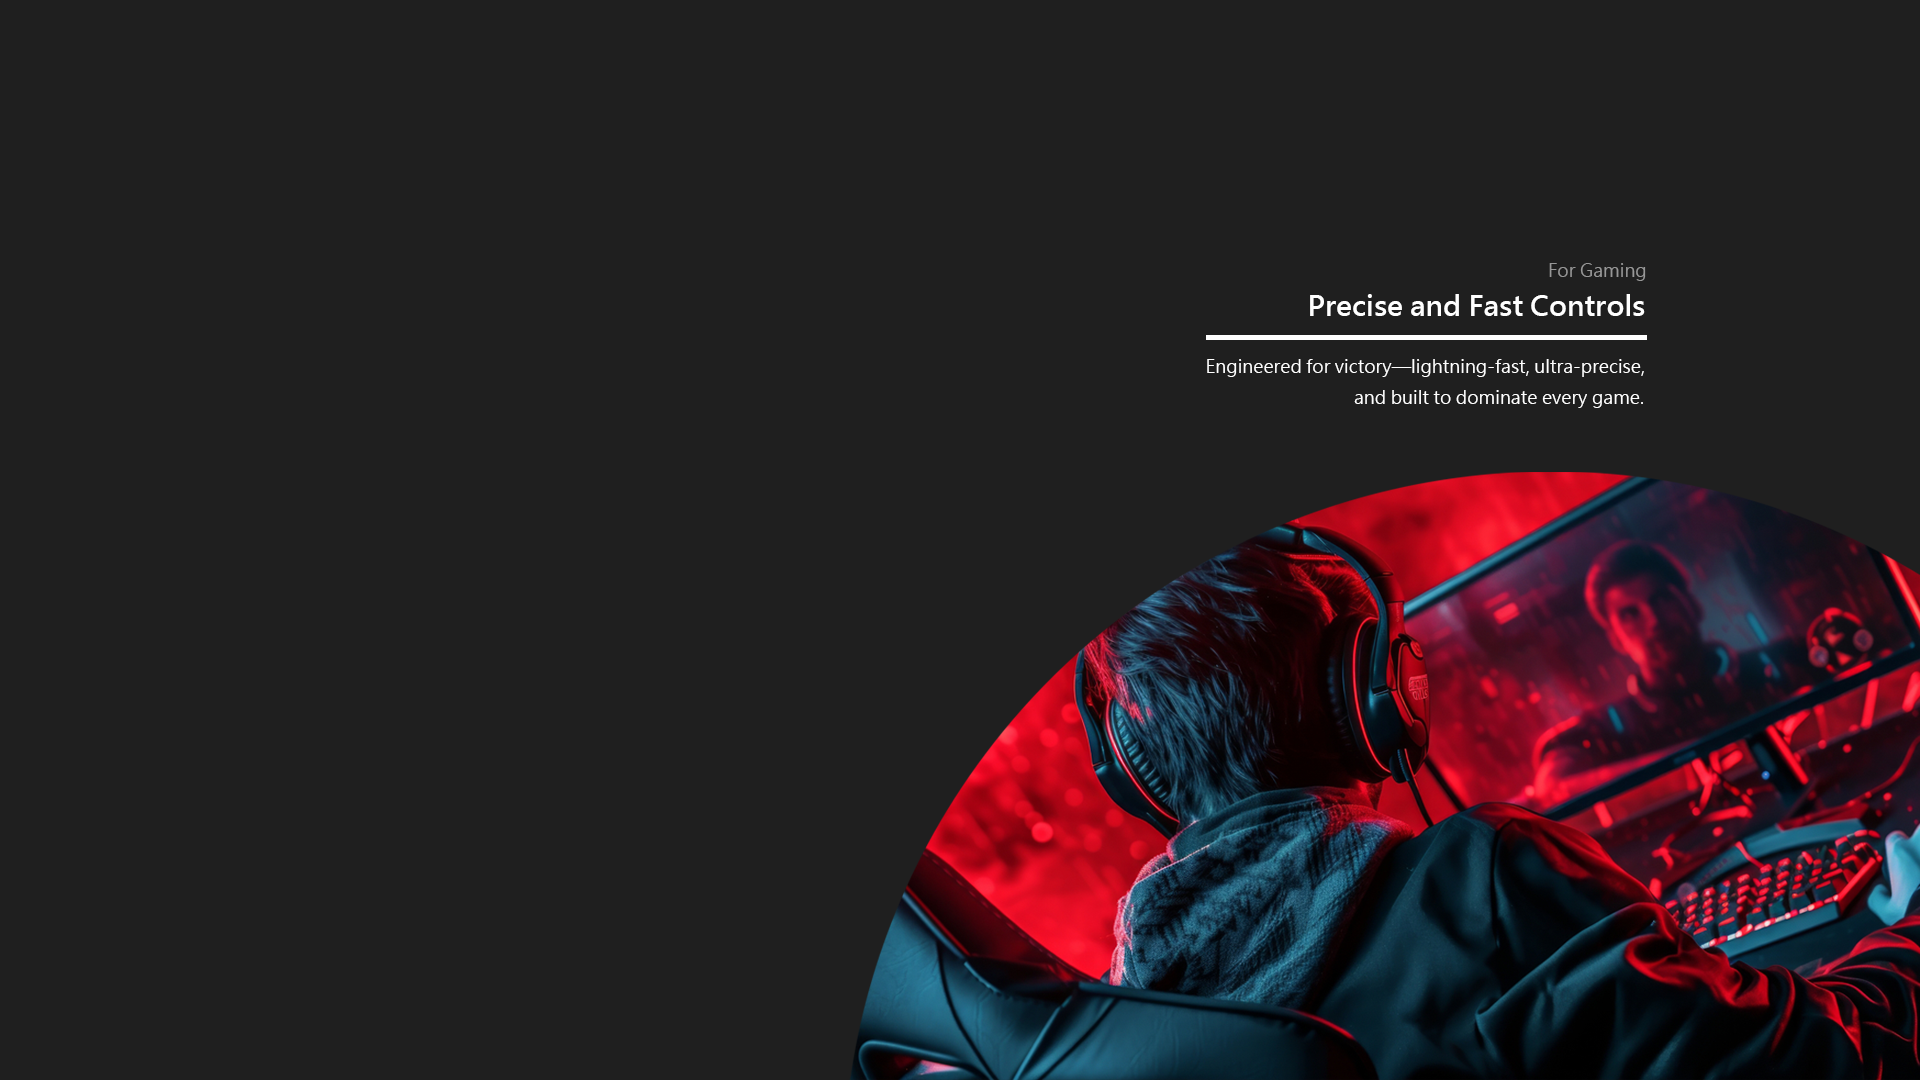 For Gaming
Precise and Fast Controls
Engineered for victory—lightning-fast, ultra-precise,
and built to dominate every game.